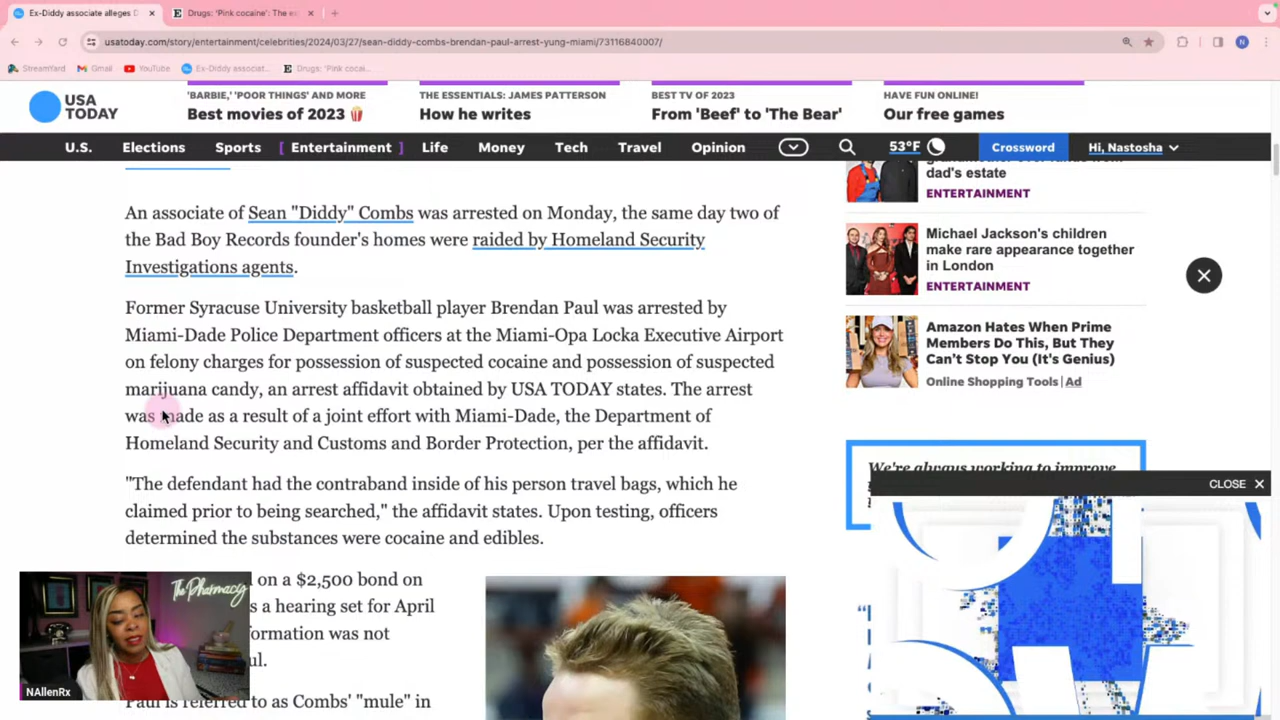 Ex-Diddy associate alleges D
Drugs: 'Pink cocaine': The e
usatoday.com/story/entertainment/celebrities/2024/03/27/sean-diddy-combs-brendan-paul-arrest-yung-miami/73116840007/
StreamYard
Gmail
YouTube
Ex-Diddy associat...
Drugs: 'Pink cocai...
USA
TODAY
'BARBIE,' 'POOR THINGS' AND MORE
Best movies of 2023
THE ESSENTIALS: JAMES PATTERSON
How he writes
BEST TV OF 2023
From 'Beef' to 'The Bear'
HAVE FUN ONLINE!
Our free games
U.S.
Elections
Sports
[ Entertainment ]
Life
Money
Tech
Travel
Opinion
53°F
Crossword
Hi, Nastosha
An associate of Sean "Diddy" Combs was arrested on Monday, the same day two of
the Bad Boy Records founder's homes were raided by Homeland Security
Investigations agents.
Former Syracuse University basketball player Brendan Paul was arrested by
Miami-Dade Police Department officers at the Miami-Opa Locka Executive Airport
on felony charges for possession of suspected cocaine and possession of suspected
marijuana candy, an arrest affidavit obtained by USA TODAY states. The arrest
was made as a result of a joint effort with Miami-Dade, the Department of
Homeland Security and Customs and Border Protection, per the affidavit.
"The defendant had the contraband inside of his person travel bags, which he
claimed prior to being searched," the affidavit states. Upon testing, officers
determined the substances were cocaine and edibles.
on a $2,500 bond on
s a hearing set for April
formation was not
ul.
Paul is referred to as Combs' "mule" in
The Pharmacy
NAllenRx
dad's estate
ENTERTAINMENT
Michael Jackson's children
make rare appearance together
in London
ENTERTAINMENT
Amazon Hates When Prime
Members Do This, But They
Can't Stop You (It's Genius)
Online Shopping Tools | Ad
We're always working to improve
CLOSE